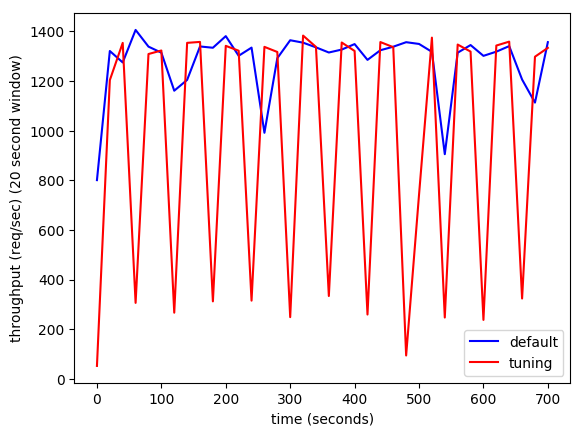 throughput (req/sec) (20 second window)
1400
1200
1000
800
600
400
200
0
0 100 200 300 400 500 600 700
time (seconds)
default
tuning